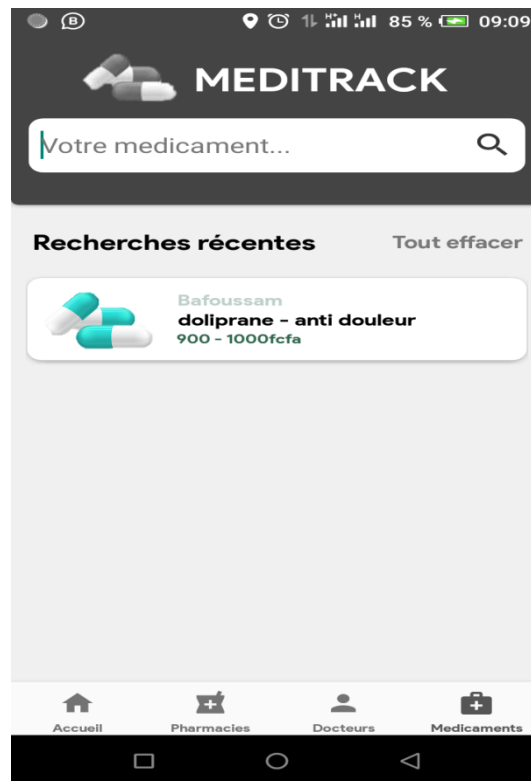 B 85 % 09:09
MEDITRACK
Votre medicament...
Recherches récentes Tout effacer
Bafoussam
doliprane - anti douleur
900 - 1000fcfa
Accueil Pharmacies Docteurs Medicaments